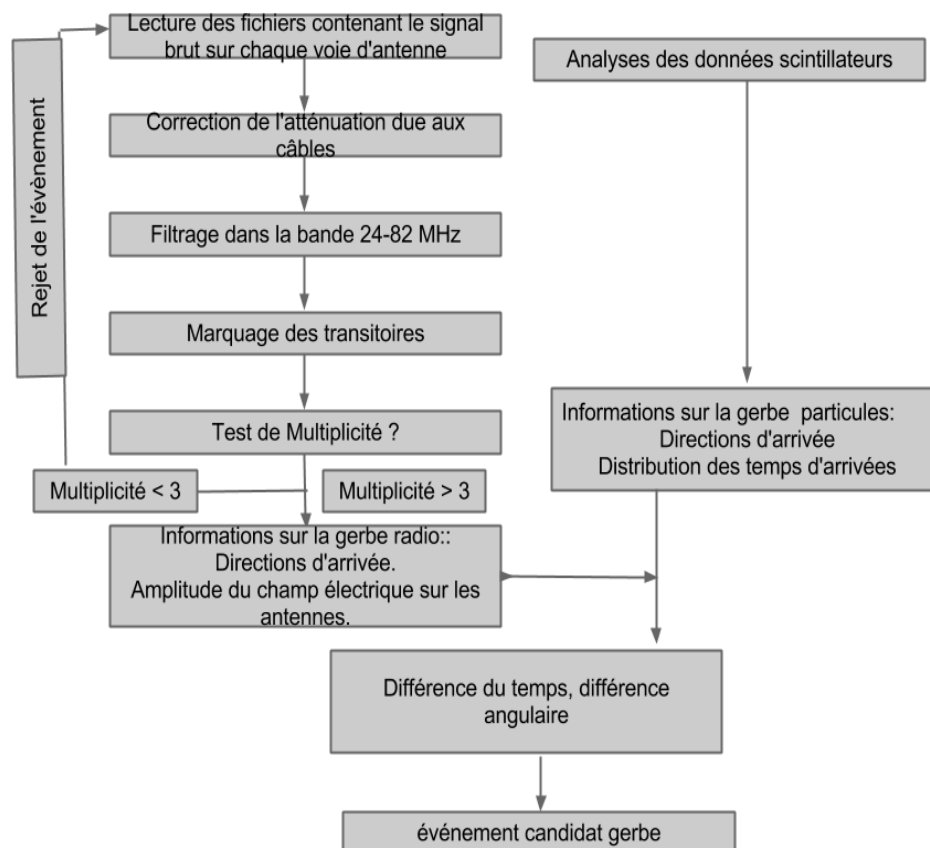 Lecture des fichiers contenant le signal
brut sur chaque voie d'antenne
Analyses des données scintillateurs
Rejet de l'évènement
Correction de l'atténuation due aux
câbles
Filtrage dans la bande 24-82 MHz
Marquage des transitoires
Test de Multiplicité ?
Informations sur la gerbe particules:
Directions d'arrivée
Distribution des temps d'arrivées
Multiplicité < 3
Multiplicité > 3
Informations sur la gerbe radio::
Directions d'arrivée.
Amplitude du champ électrique sur les
antennes.
Différence du temps, différence
angulaire
événement candidat gerbe